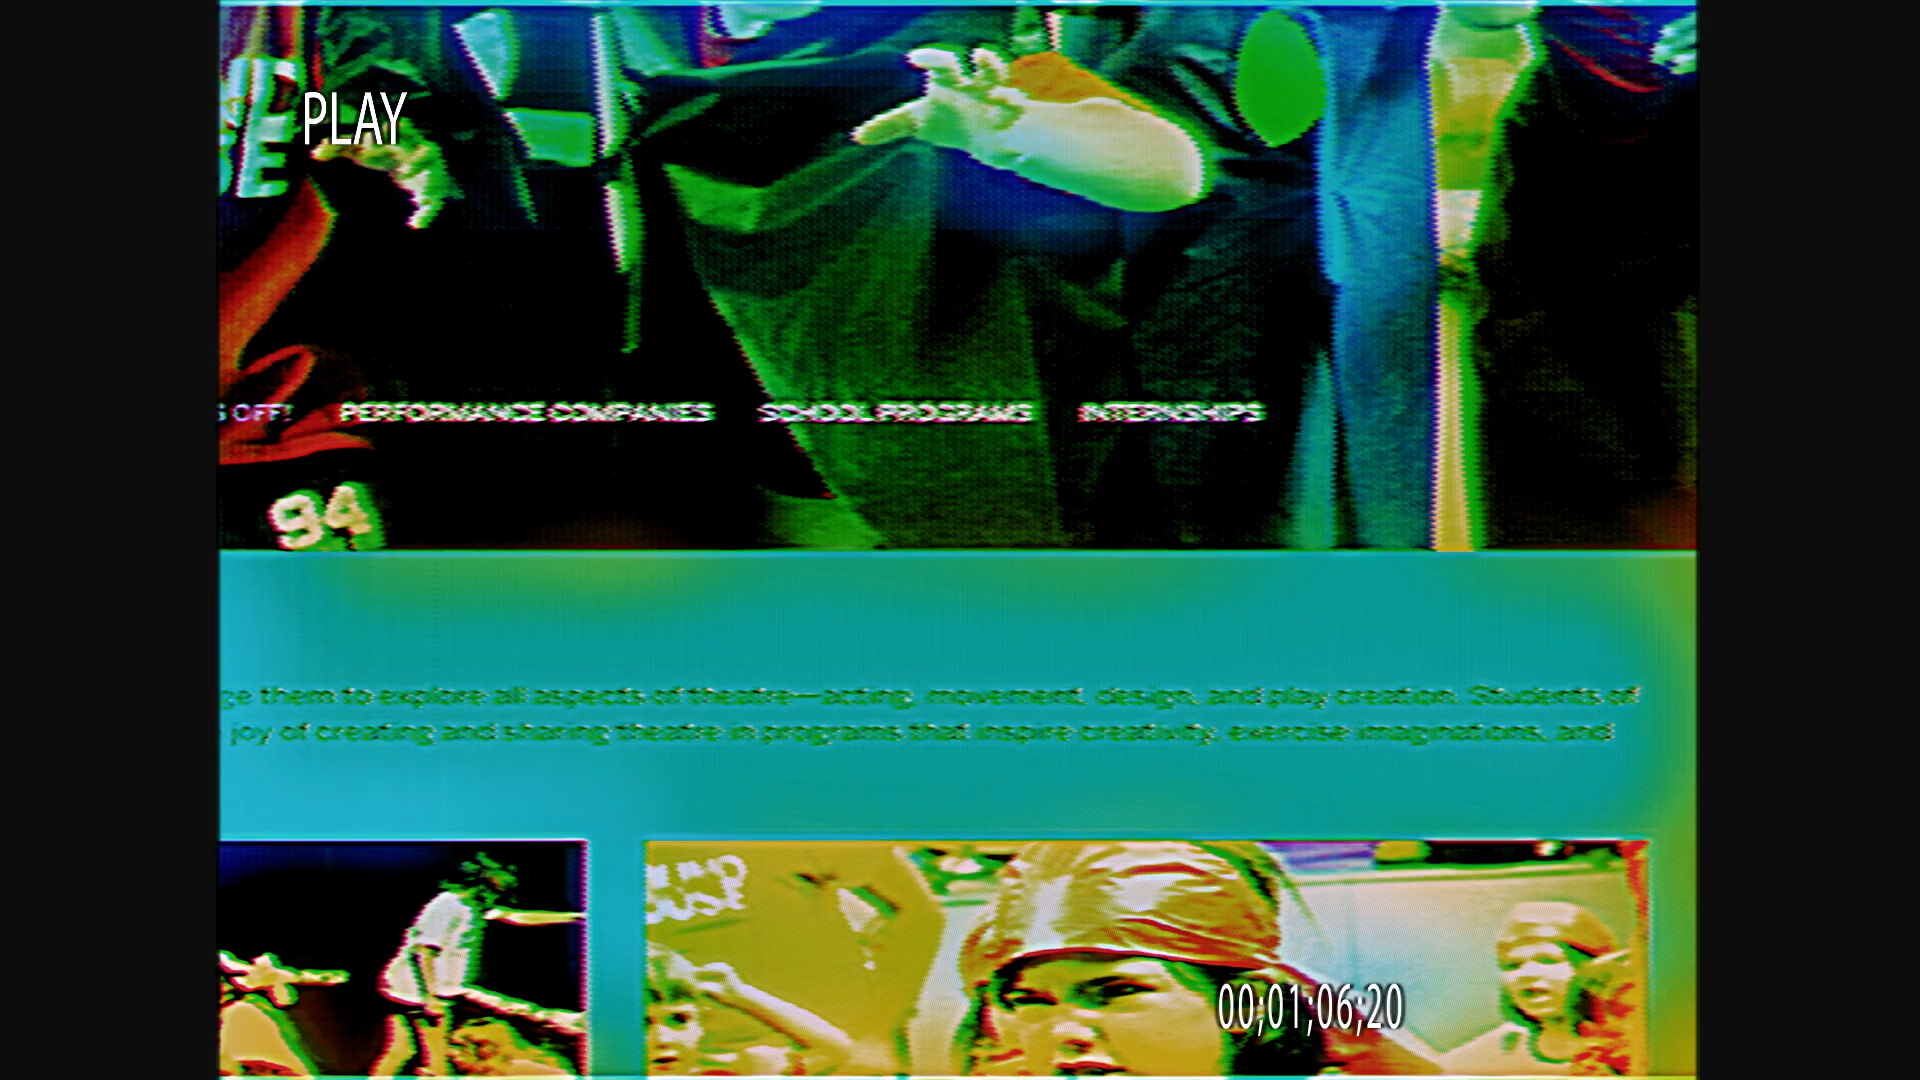 PLAY
SE
S OFF! PERFORMANCE COMPANIES SCHOOL PROGRAMS INTERNSHIPS
94
ge them to explore all aspects of theatre—acting, movement, design, and play creation. Students of
joy of creating and sharing theatre in programs that inspire creativity, exercise imaginations, and
OUSE
00;01;06;20